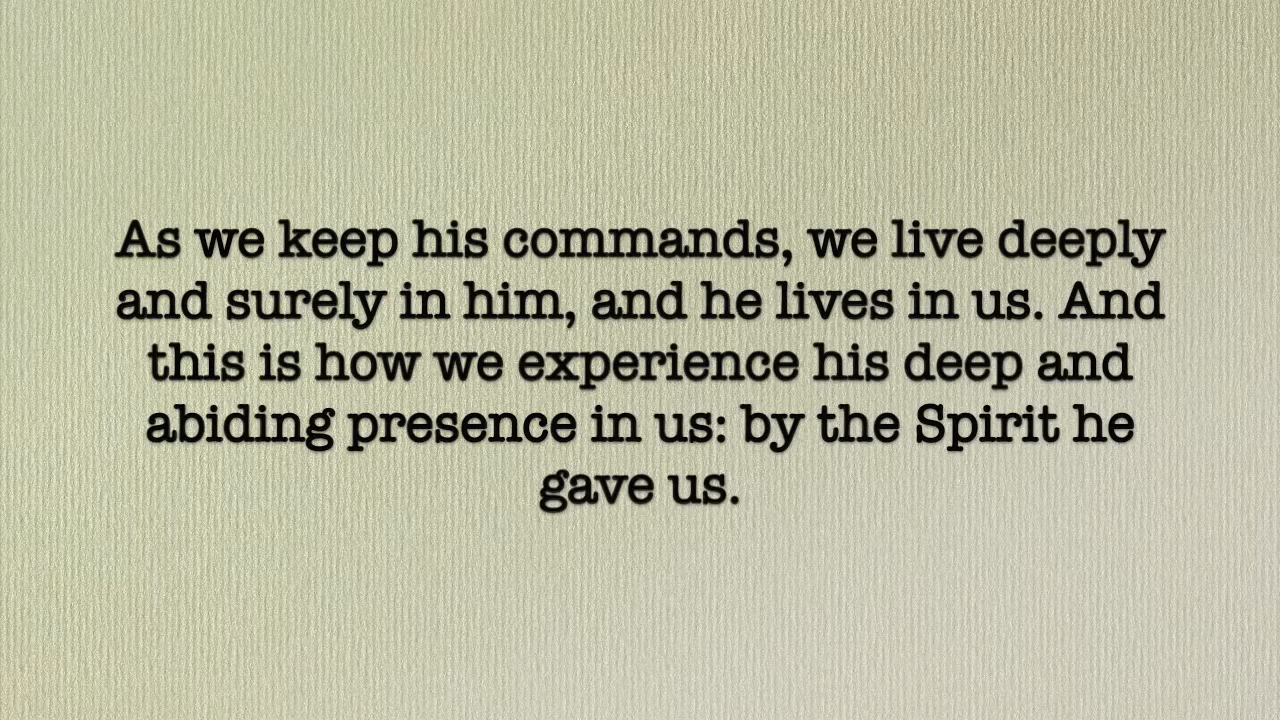 As we keep his commands, we live deeply
and surely in him, and he lives in us. And
this is how we experience his deep and
abiding presence in us: by the Spirit he
gave us.